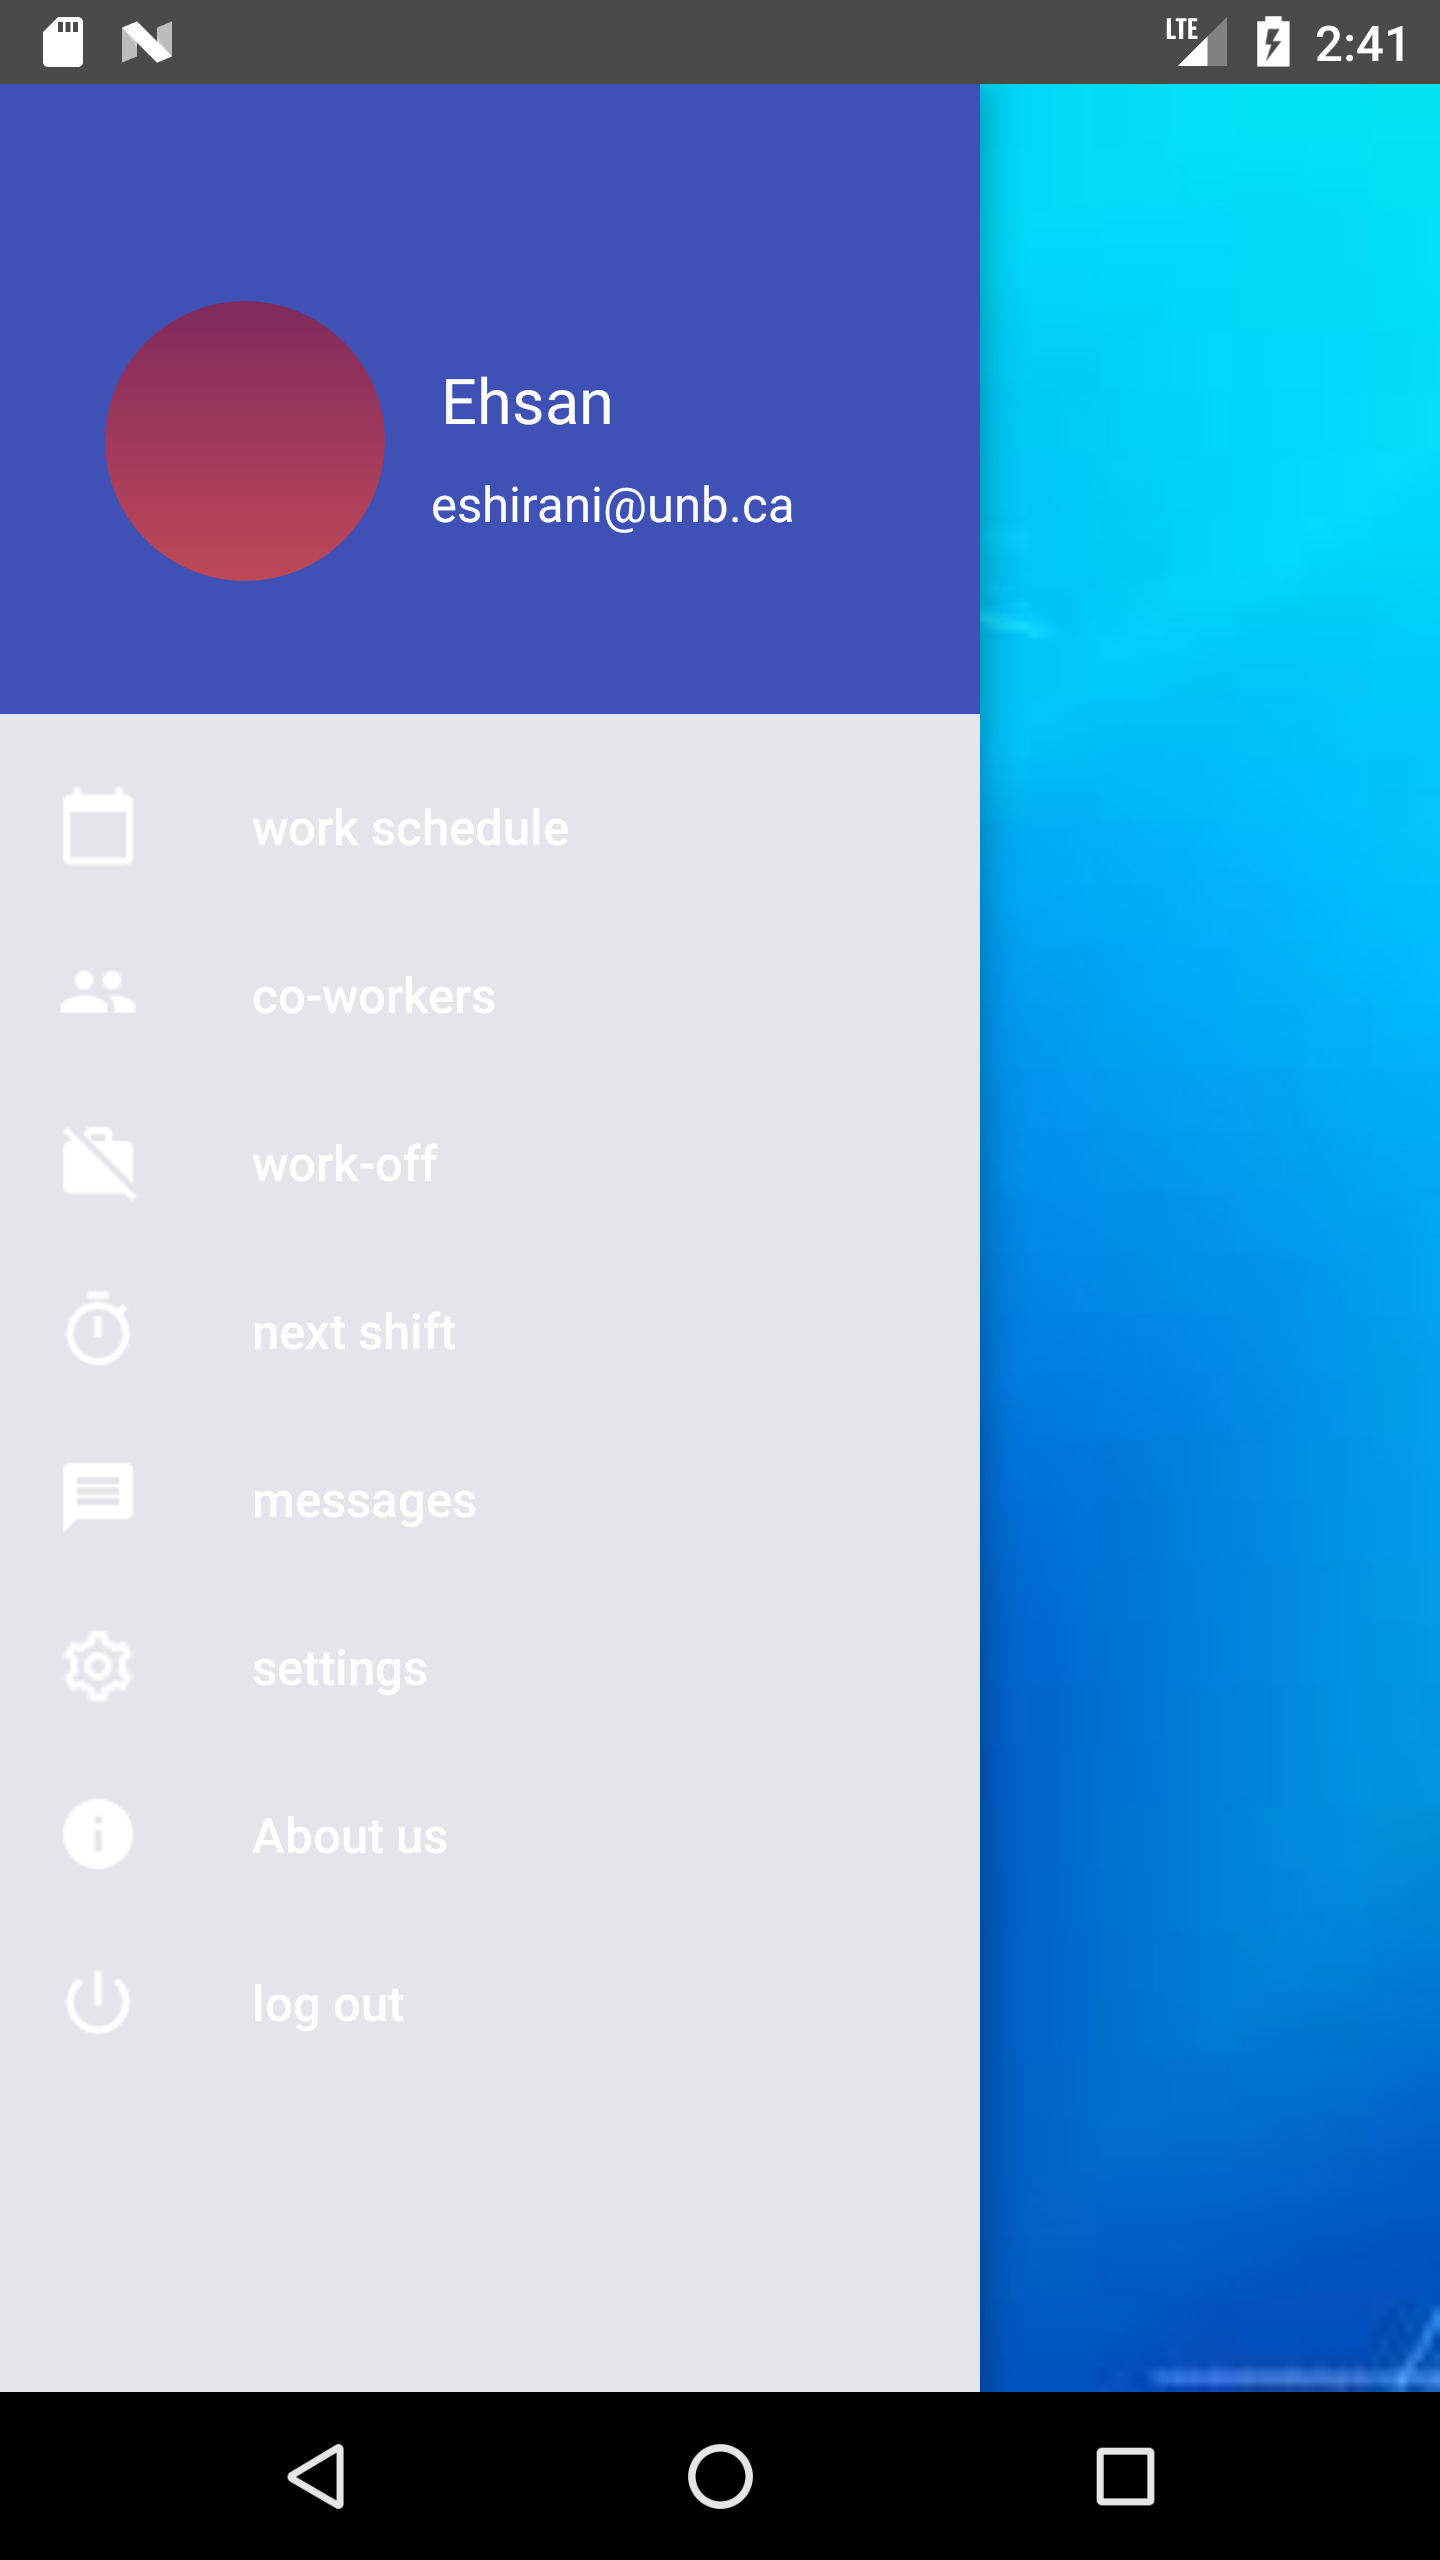 LTE 2:41
Ehsan
eshirani@unb.ca
work schedule
co-workers
work-off
next shift
messages
settings
About us
log out